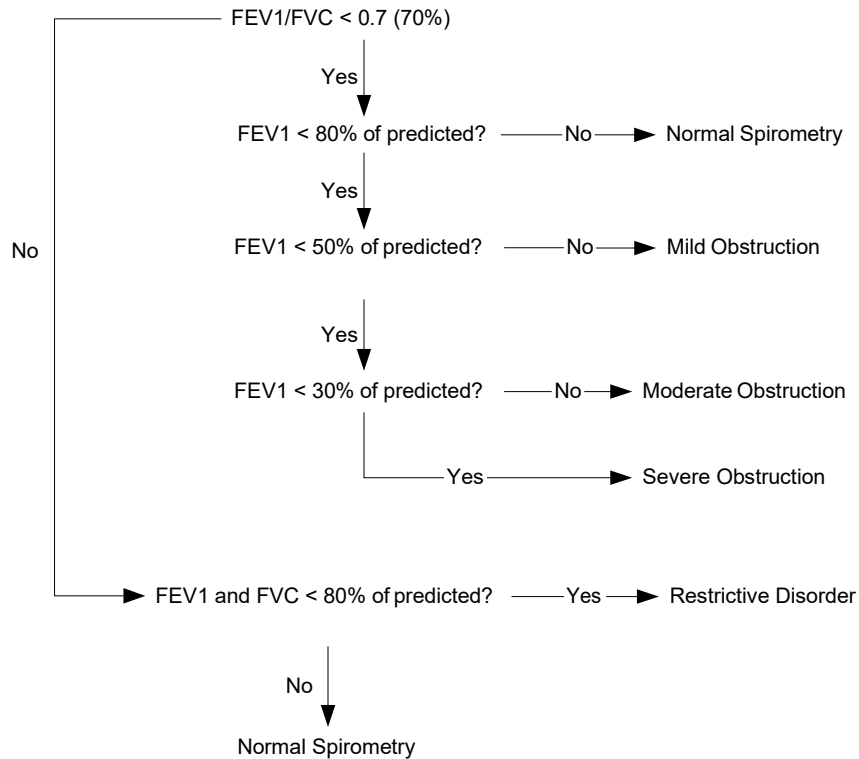 FEV1/FVC < 0.7 (70%)
Yes
FEV1 < 80% of predicted?
No
Normal Spirometry
Yes
No
FEV1 < 50% of predicted?
No
Mild Obstruction
Yes
FEV1 < 30% of predicted?
No
Moderate Obstruction
Yes
Severe Obstruction
FEV1 and FVC < 80% of predicted?
Yes
Restrictive Disorder
No
Normal Spirometry